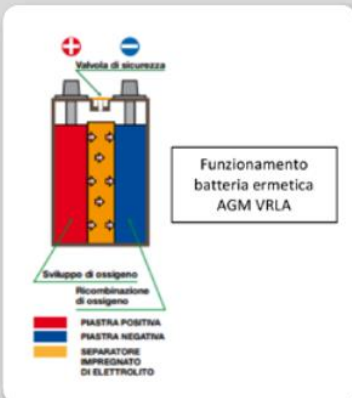 Valvola di sicurezza
Funzionamento
batteria ermetica
AGM VRLA
Sviluppo di ossigeno
Ricombinazione
di ossigeno
PIASTRA POSITIVA
PIASTRA NEGATIVA
SEPARATORE
IMPREGNATO
DI ELETTROLITO